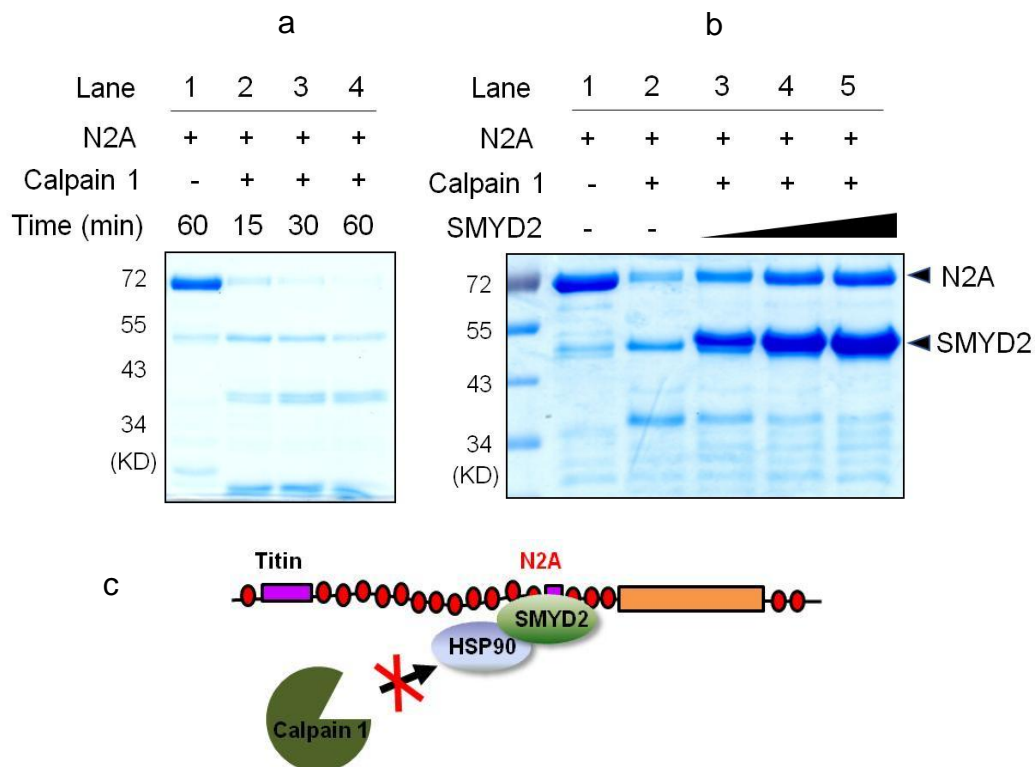 a
Lane 1 2 3 4
N2A + + + +
Calpain 1 - + + +
Time (min) 60 15 30 60
72
55
43
34
(KD)
b
Lane 1 2 3 4 5
N2A + + + + +
Calpain 1 - + + + +
SMYD2 - -
72
55
43
34
(KD)
N2A
SMYD2
c
Titin N2A
SMYD2
HSP90
Calpain 1